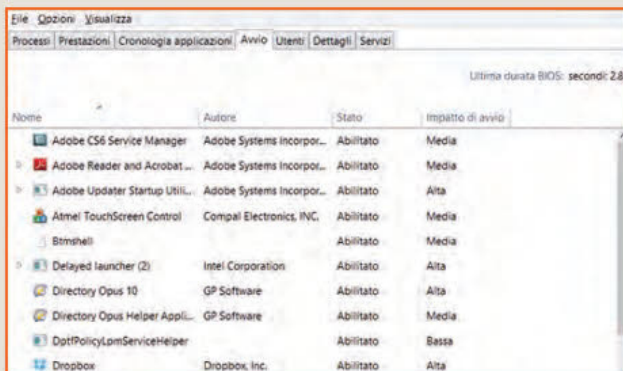 File Opzioni Visualizza
Processi Prestazioni Cronologia applicazioni Avvio Utenti Dettagli Servizi
Ultima durata BIOS: secondi: 2.8
Nome Autore Stato Impatto di avvio
Adobe CS6 Service Manager Adobe Systems Incorpor... Abilitato Media
Adobe Reader and Acrobat ... Adobe Systems Incorpor... Abilitato Media
Adobe Updater Startup Utili... Adobe Systems Incorpor... Abilitato Alta
Atmel TouchScreen Control Compal Electronics, INC. Abilitato Media
Btmshell Abilitato Media
Delayed launcher (2) Intel Corporation Abilitato Alta
Directory Opus 10 GP Software Abilitato Alta
Directory Opus Helper Appli... GP Software Abilitato Media
DptfPolicyLpmServiceHelper Abilitato Bassa
Dropbox Dropbox, Inc. Abilitato Alta